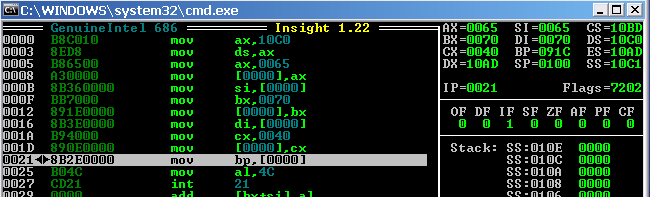 C:\WINDOWS\system32\cmd.exe
GenuineIntel 686 Insight 1.22
0000 B8C010 mov ax,10C0
0003 8ED8 mov ds,ax
0005 B86500 mov ax,0065
0008 A30000 mov [0000],ax
000B 8B360000 mov si,[0000]
000F BB7000 mov bx,0070
0012 891E0000 mov [0000],bx
0016 8B3E0000 mov di,[0000]
001A B94000 mov cx,0040
001D 890E0000 mov [0000],cx
0021◄►8B2E0000 mov bp,[0000]
0025 B04C mov al,4C
0027 CD21 int 21
0029 0000 add [bx+si],al
AX=0065 SI=0065 CS=10BD
BX=0070 DI=0070 DS=10C0
CX=0040 BP=091C ES=10AD
DX=10AD SP=0100 SS=10C1
IP=0021 Flags=7202
OF DF IF SF ZF AF PF CF
0 0 1 0 0 0 0 0
Stack: SS:010E 0000
SS:010C 0000
SS:010A 0000
SS:0108 0000
SS:0106 0000